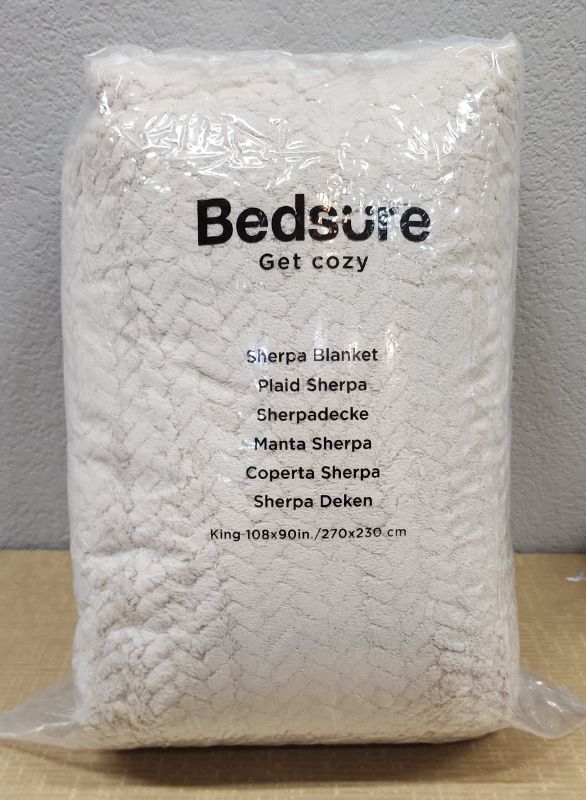 Bedsure
Get cozy
Sherpa Blanket
Plaid Sherpa
Sherpadecke
Manta Sherpa
Coperta Sherpa
Sherpa Deken
King 108x90in./270x230 cm